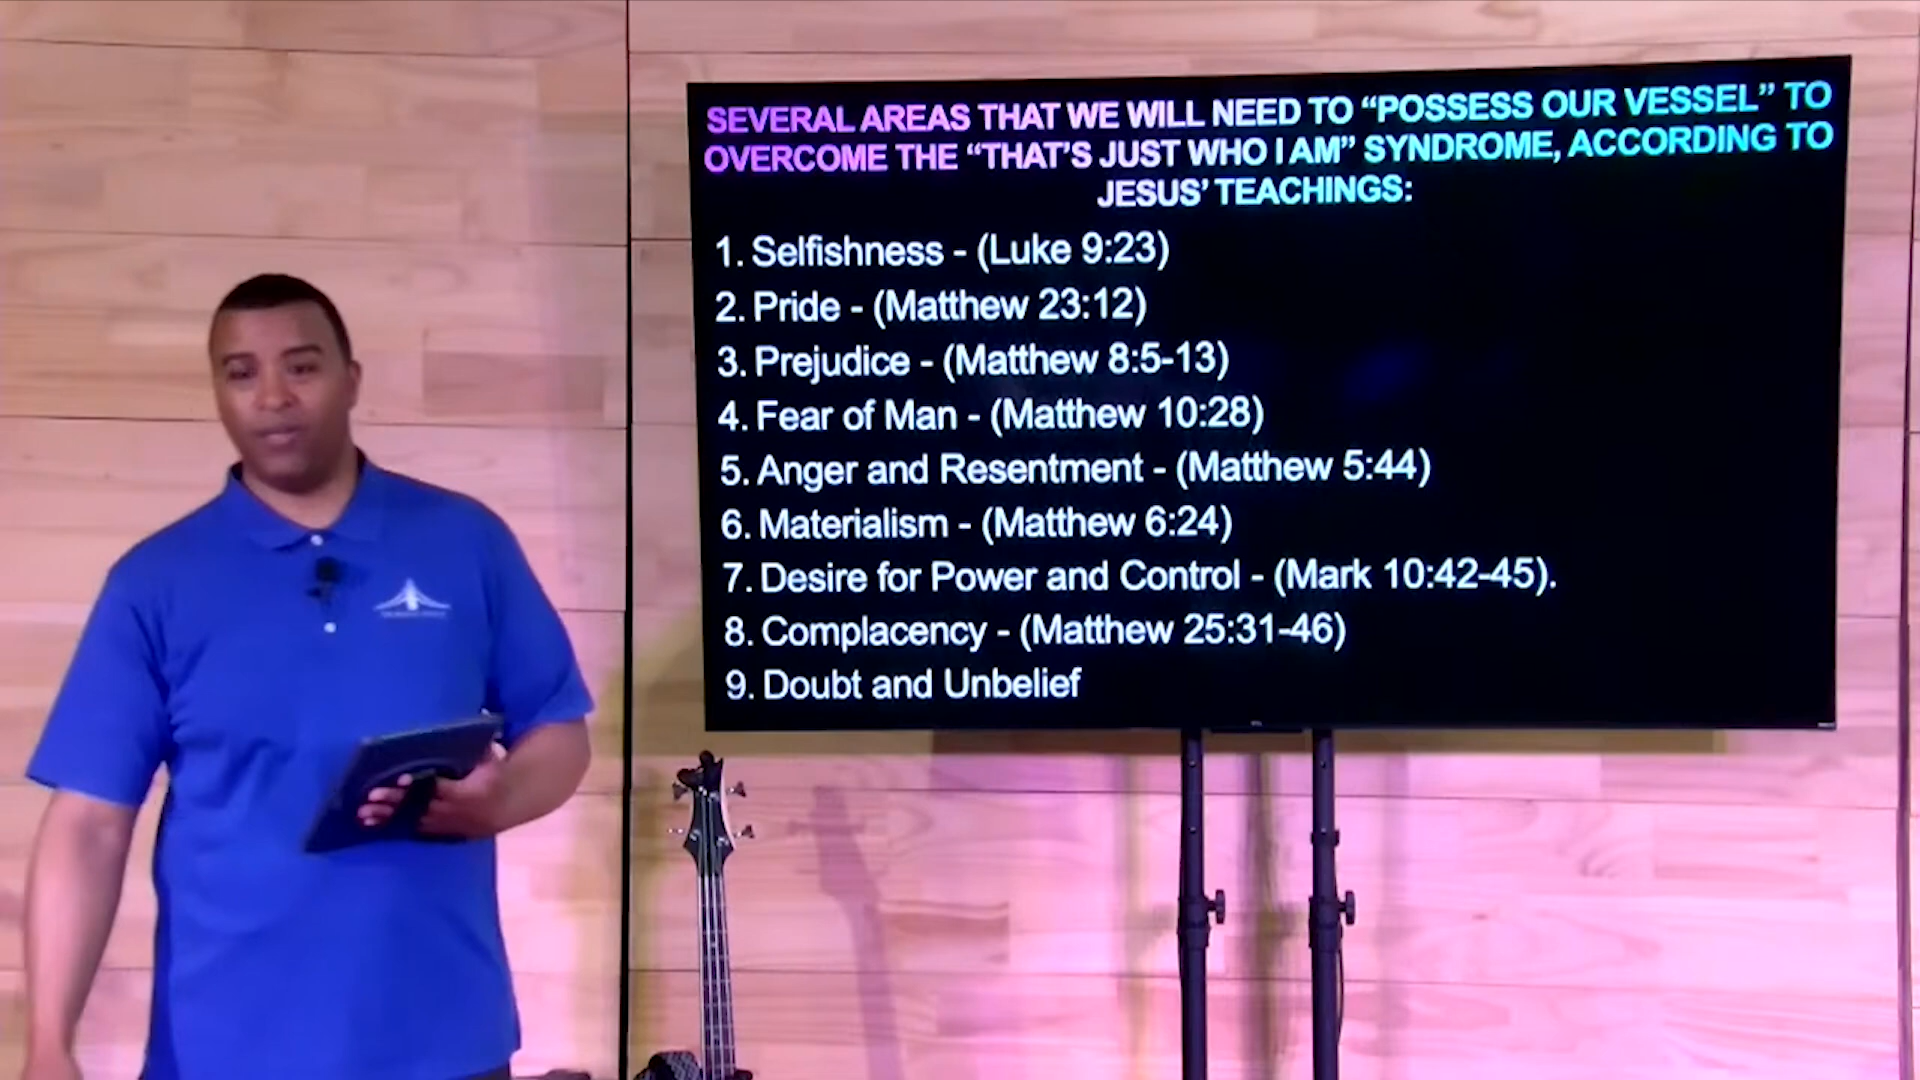 SEVERAL AREAS THAT WE WILL NEED TO “POSSESS OUR VESSEL” TO
OVERCOME THE “THAT’S JUST WHO I AM” SYNDROME, ACCORDING TO
JESUS’ TEACHINGS:
1. Selfishness - (Luke 9:23)
2. Pride - (Matthew 23:12)
3. Prejudice - (Matthew 8:5-13)
4. Fear of Man - (Matthew 10:28)
5. Anger and Resentment - (Matthew 5:44)
6. Materialism - (Matthew 6:24)
7. Desire for Power and Control - (Mark 10:42-45).
8. Complacency - (Matthew 25:31-46)
9. Doubt and Unbelief